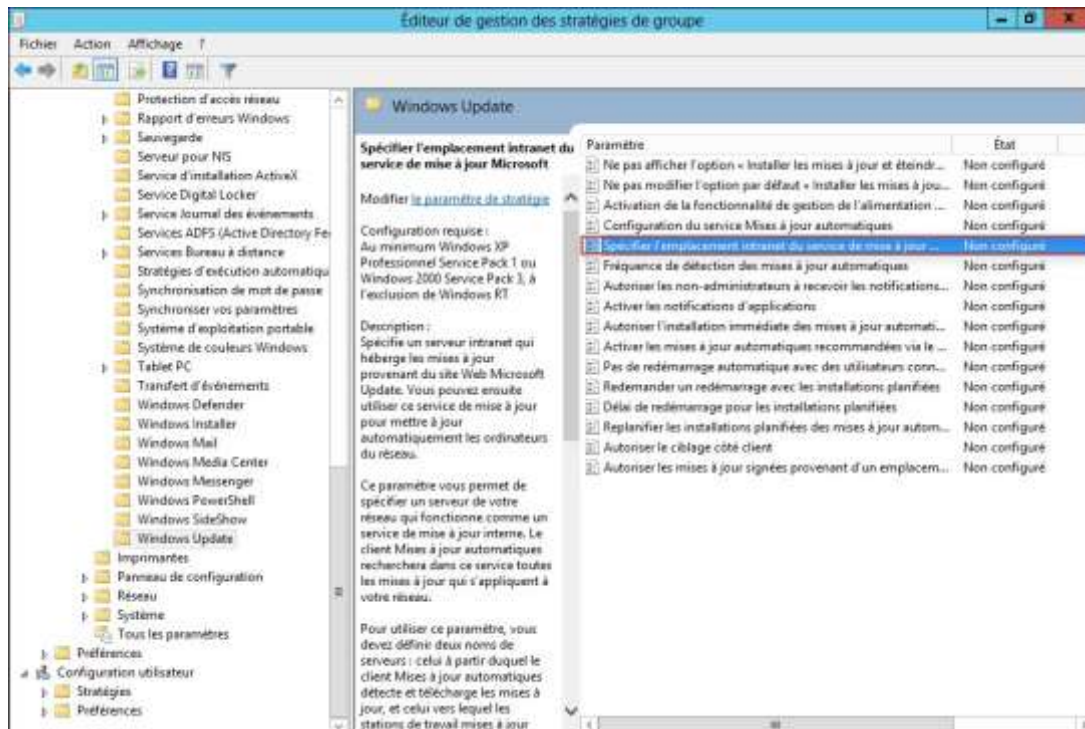 Éditeur de gestion des stratégies de groupe
Fichier Action Affichage ?
Protection d'accès réseau
Rapport d'erreurs Windows
Sauvegarde
Serveur pour NIS
Service d'installation ActiveX
Service Digital Locker
Service Journal des événements
Services ADFS (Active Directory Fe
Services Bureau à distance
Stratégies d'exécution automatiqu
Synchronisation de mot de passe
Synchroniser vos paramètres
Système d'exploitation portable
Système de couleurs Windows
Tablet PC
Transfert d'événements
Windows Defender
Windows Installer
Windows Mail
Windows Media Center
Windows Messenger
Windows PowerShell
Windows SideShow
Windows Update
Imprimantes
Panneau de configuration
Réseau
Système
Tous les paramètres
Préférences
Configuration utilisateur
Stratégies
Préférences
Windows Update
Spécifier l'emplacement intranet du
service de mise à jour Microsoft
Modifier le paramètre de stratégie
Configuration requise :
Au minimum Windows XP
Professionnel Service Pack 1 ou
Windows 2000 Service Pack 3, à
l'exclusion de Windows RT
Description :
Spécifie un serveur intranet qui
héberge les mises à jour
provenant du site Web Microsoft
Update. Vous pouvez ensuite
utiliser ce service de mise à jour
pour mettre à jour
automatiquement les ordinateurs
du réseau.
Ce paramètre vous permet de
spécifier un serveur de votre
réseau qui fonctionne comme un
service de mise à jour interne. Le
client Mises à jour automatiques
recherchera dans ce service toutes
les mises à jour qui s'appliquent à
votre réseau.
Pour utiliser ce paramètre, vous
devez définir deux noms de
serveurs : celui à partir duquel le
client Mises à jour automatiques
détecte et télécharge les mises à
jour, et celui vers lequel les
stations de travail mises à jour
Paramètre État
Ne pas afficher l'option « Installer les mises à jour et éteindr... Non configuré
Ne pas modifier l'option par défaut « Installer les mises à jou... Non configuré
Activation de la fonctionnalité de gestion de l'alimentation ... Non configuré
Configuration du service Mises à jour automatiques Non configuré
Spécifier l'emplacement intranet du service de mise à jour ... Non configuré
Fréquence de détection des mises à jour automatiques Non configuré
Autoriser les non-administrateurs à recevoir les notifications... Non configuré
Activer les notifications d'applications Non configuré
Autoriser l'installation immédiate des mises à jour automati... Non configuré
Activer les mises à jour automatiques recommandées via le ... Non configuré
Pas de redémarrage automatique avec des utilisateurs conn... Non configuré
Redemander un redémarrage avec les installations planifiées Non configuré
Délai de redémarrage pour les installations planifiées Non configuré
Replanifier les installations planifiées des mises à jour autom... Non configuré
Autoriser le ciblage côté client Non configuré
Autoriser les mises à jour signées provenant d'un emplacem... Non configuré